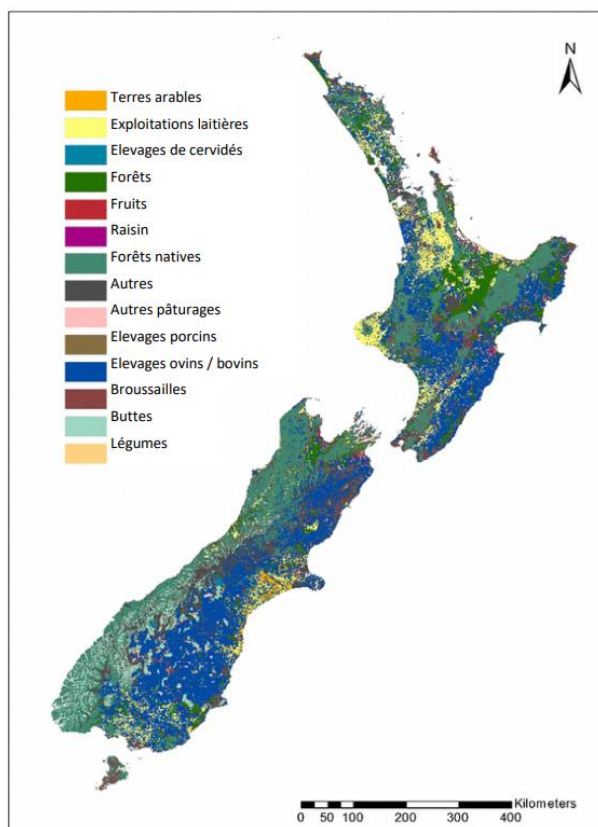 N
Terres arables
Exploitations laitières
Elevages de cervidés
Forêts
Fruits
Raisin
Forêts natives
Autres
Autres pâturages
Elevages porcins
Elevages ovins / bovins
Broussailles
Buttes
Légumes
Kilometers
0 50 100 200 300 400